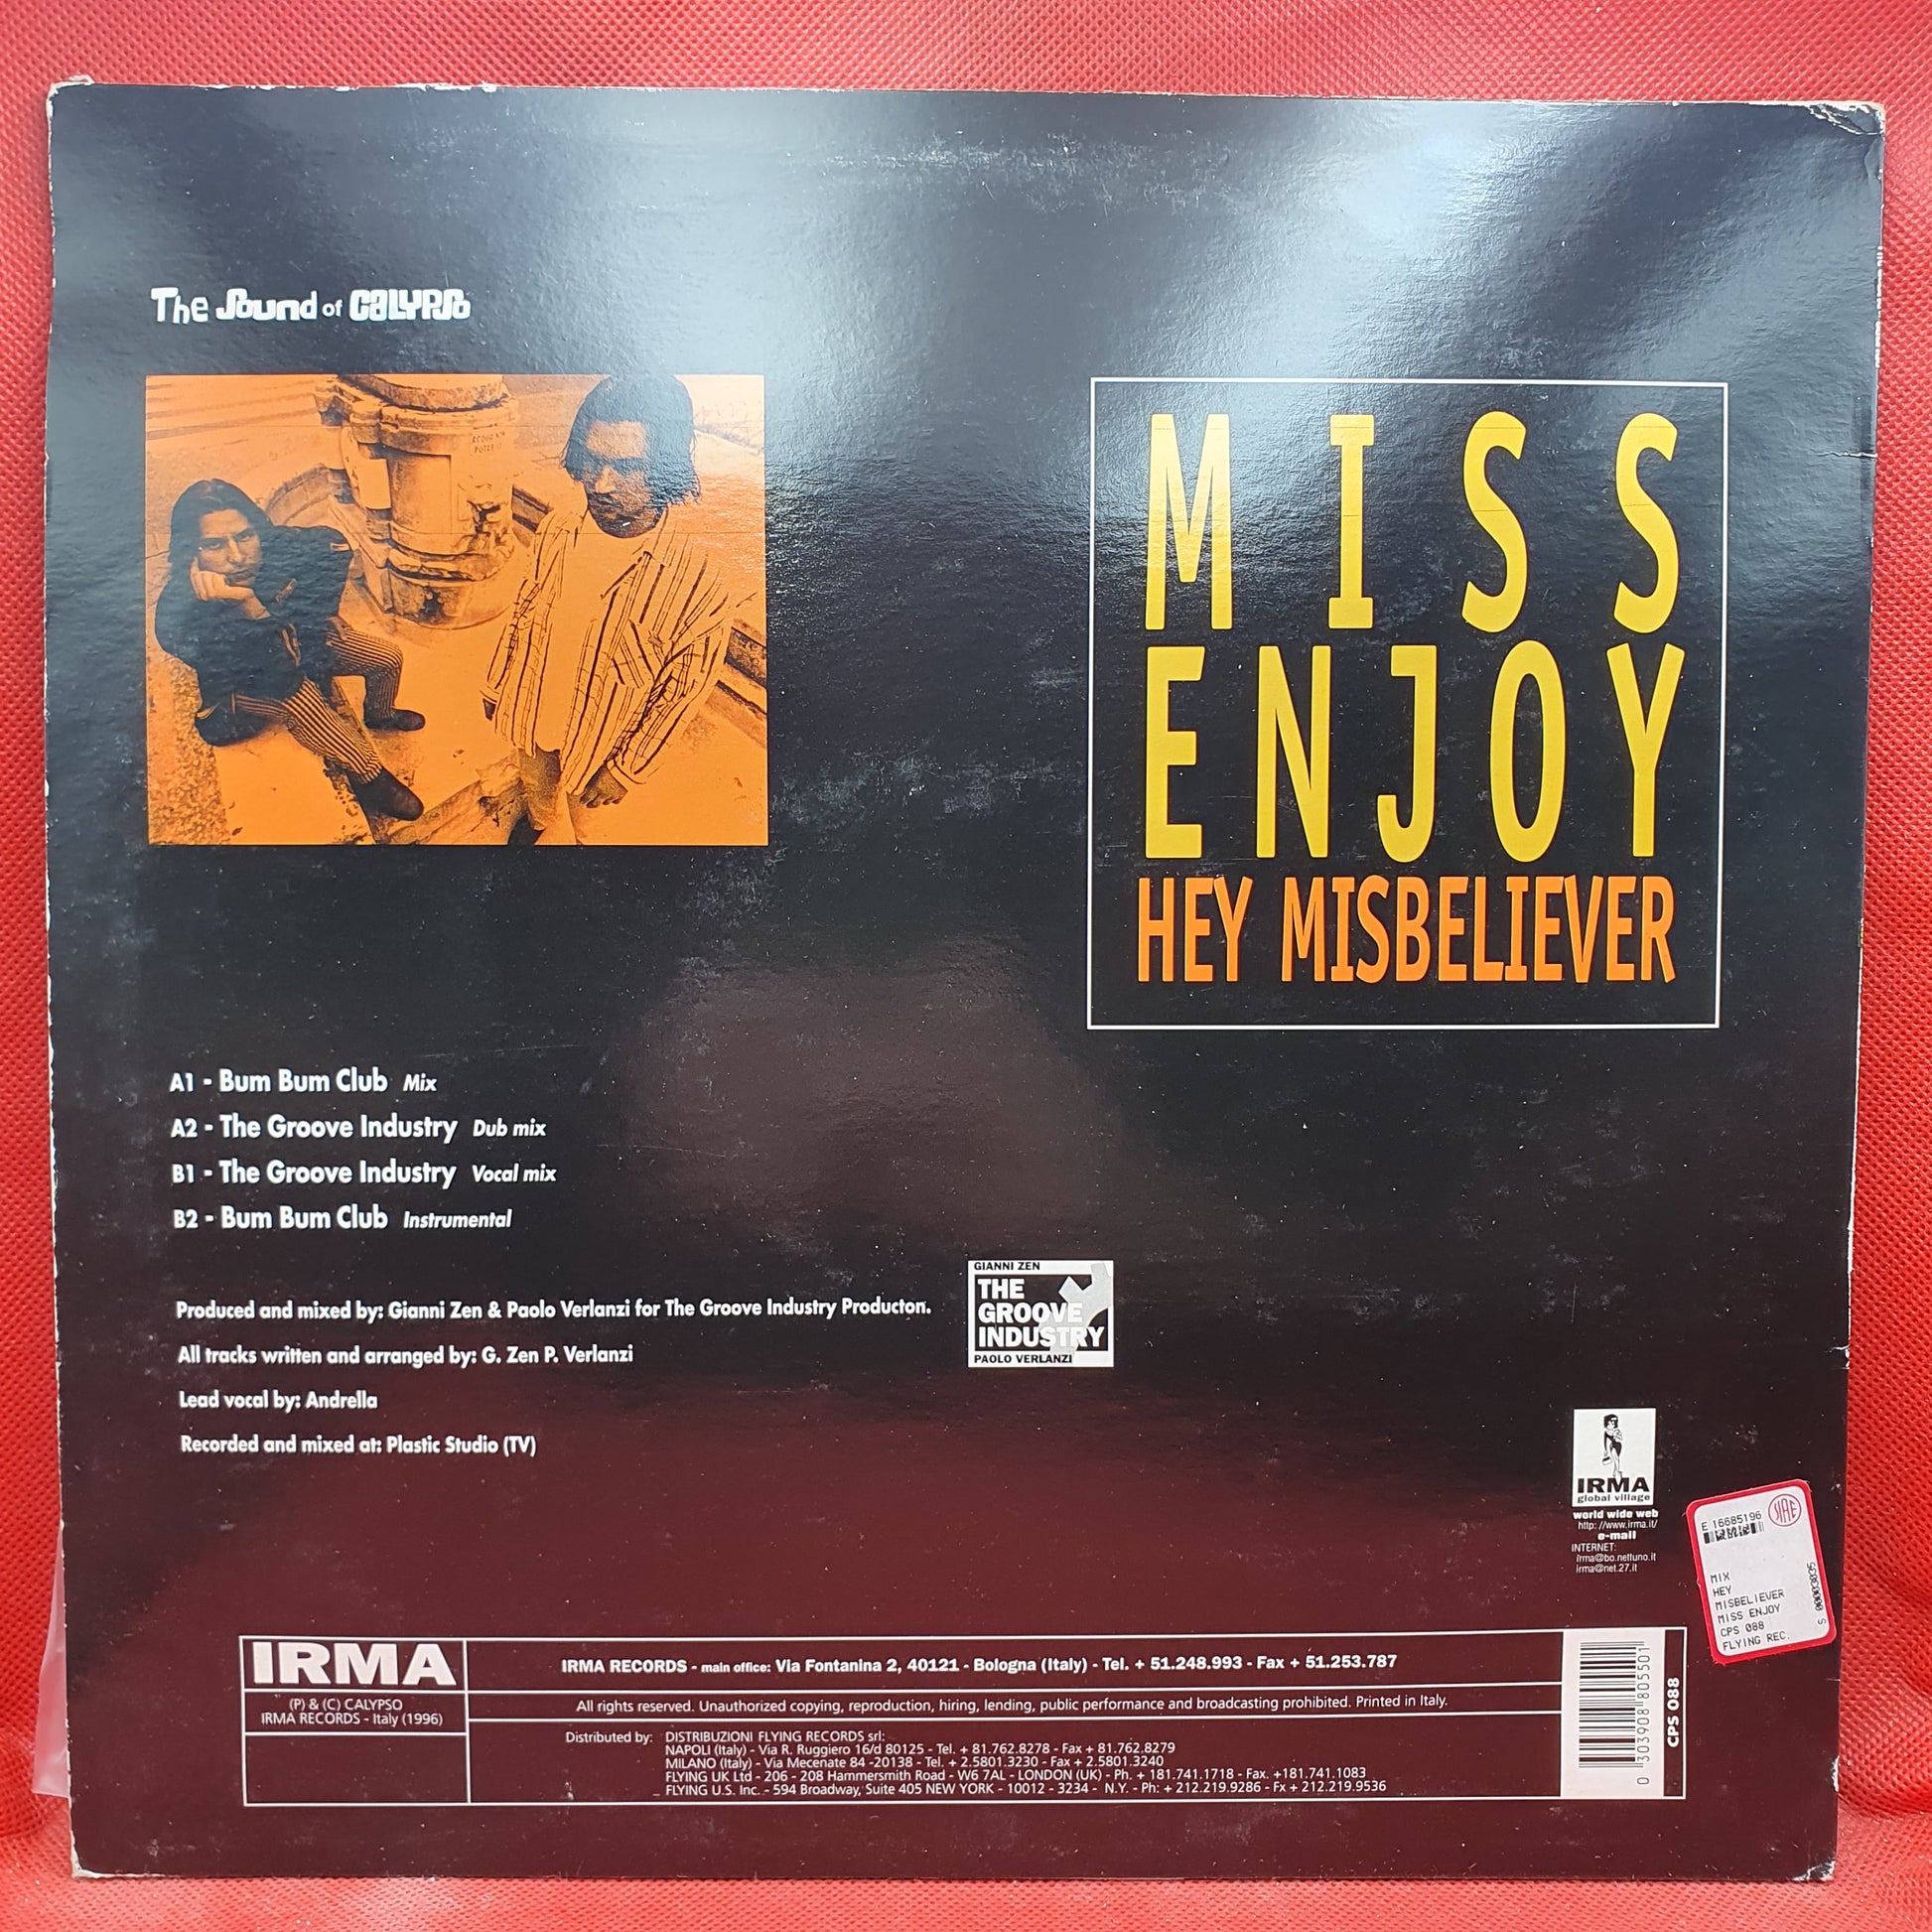 The Sound of CALYPSO
MISS
ENJOY
HEY MISBELIEVER
A1 - Bum Bum Club Mix
A2 - The Groove Industry Dub mix
B1 - The Groove Industry Vocal mix
B2 - Bum Bum Club Instrumental
Produced and mixed by: Gianni Zen & Paolo Verlanzi for The Groove Industry Producton.
All tracks written and arranged by: G. Zen P. Verlanzi
Lead vocal by: Andrella
Recorded and mixed at: Plastic Studio (TV)
GIANNI ZEN
THE
GROOVE
INDUSTRY
PAOLO VERLANZI
IRMA
global village
world wide web
http: //www.irma.it/
e-mail
INTERNET:
irma@bo.nettuno.it
irma@net.27.it
E 16685196
SIAE
MIX
HEY
MISBELIEVER
MISS ENJOY
CPS 088
FLYING REC.
S 00003035
IRMA
(P) & (C) CALYPSO
IRMA RECORDS - Italy (1996)
IRMA RECORDS - main office: Via Fontanina 2, 40121 - Bologna (Italy) - Tel. + 51.248.993 - Fax + 51.253.787
All rights reserved. Unauthorized copying, reproduction, hiring, lending, public performance and broadcasting prohibited. Printed in Italy.
Distributed by: DISTRIBUZIONI FLYING RECORDS srl:
NAPOLI (Italy) - Via R. Ruggiero 16/d 80125 - Tel. + 81.762.8278 - Fax + 81.762.8279
MILANO (Italy) - Via Mecenate 84 -20138 - Tel. + 2.5801.3230 - Fax + 2.5801.3240
FLYING UK Ltd - 206 - 208 Hammersmith Road - W6 7AL - LONDON (UK) - Ph. + 181.741.1718 - Fax. +181.741.1083
FLYING U.S. Inc. - 594 Broadway, Suite 405 NEW YORK - 10012 - 3234 - N.Y. - Ph: + 212.219.9286 - Fx + 212.219.9536
0 303908 805501
CPS 088